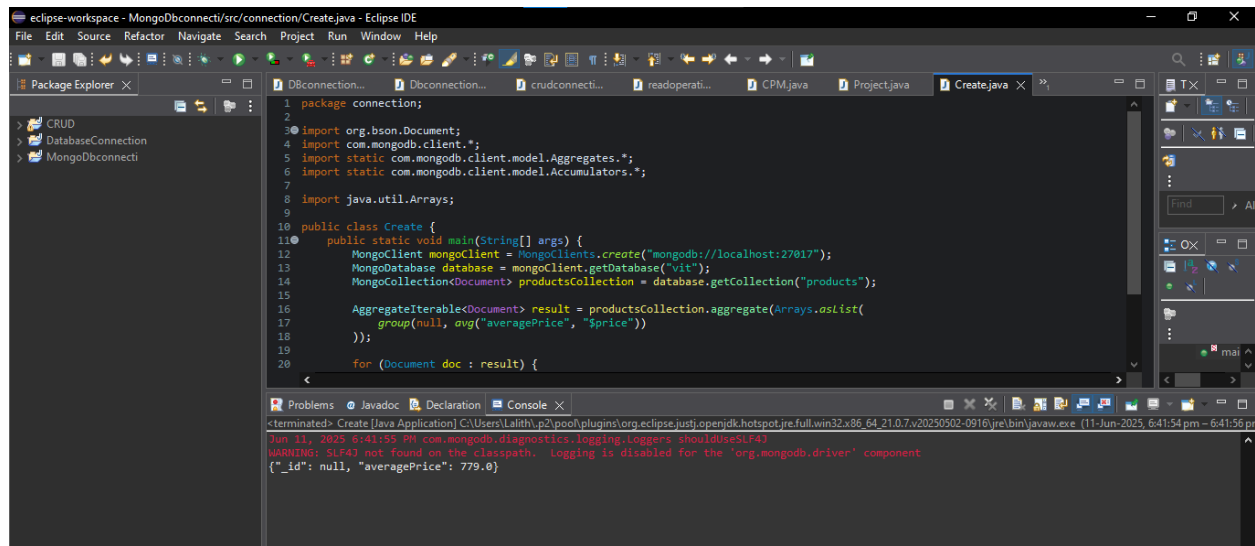 eclipse-workspace - MongoDbconnecti/src/connection/Create.java - Eclipse IDE
File Edit Source Refactor Navigate Search Project Run Window Help
Package Explorer
CRUD
DatabaseConnection
MongoDbconnecti
DBconnection... Dbconnection... crudconnecti... readoperati... CPM.java Project.java Create.java
1 package connection;
2
3 import org.bson.Document;
4 import com.mongodb.client.*;
5 import static com.mongodb.client.model.Aggregates.*;
6 import static com.mongodb.client.model.Accumulators.*;
7
8 import java.util.Arrays;
9
10 public class Create {
11 public static void main(String[] args) {
12 MongoClient mongoClient = MongoClients.create("mongodb://localhost:27017");
13 MongoDatabase database = mongoClient.getDatabase("vit");
14 MongoCollection<Document> productsCollection = database.getCollection("products");
15
16 AggregateIterable<Document> result = productsCollection.aggregate(Arrays.asList(
17 group(null, avg("averagePrice", "$price"))
18 ));
19
20 for (Document doc : result) {
Find
Al
mai
Problems Javadoc Declaration Console
<terminated> Create [Java Application] C:\Users\Lalith\.p2\pool\plugins\org.eclipse.justj.openjdk.hotspot.jre.full.win32.x86_64_21.0.7.v20250502-0916\jre\bin\javaw.exe (11-Jun-2025, 6:41:54 pm – 6:41:56 pr
Jun 11, 2025 6:41:55 PM com.mongodb.diagnostics.logging.Loggers shouldUseSLF4J
WARNING: SLF4J not found on the classpath. Logging is disabled for the 'org.mongodb.driver' component
{"_id": null, "averagePrice": 779.0}